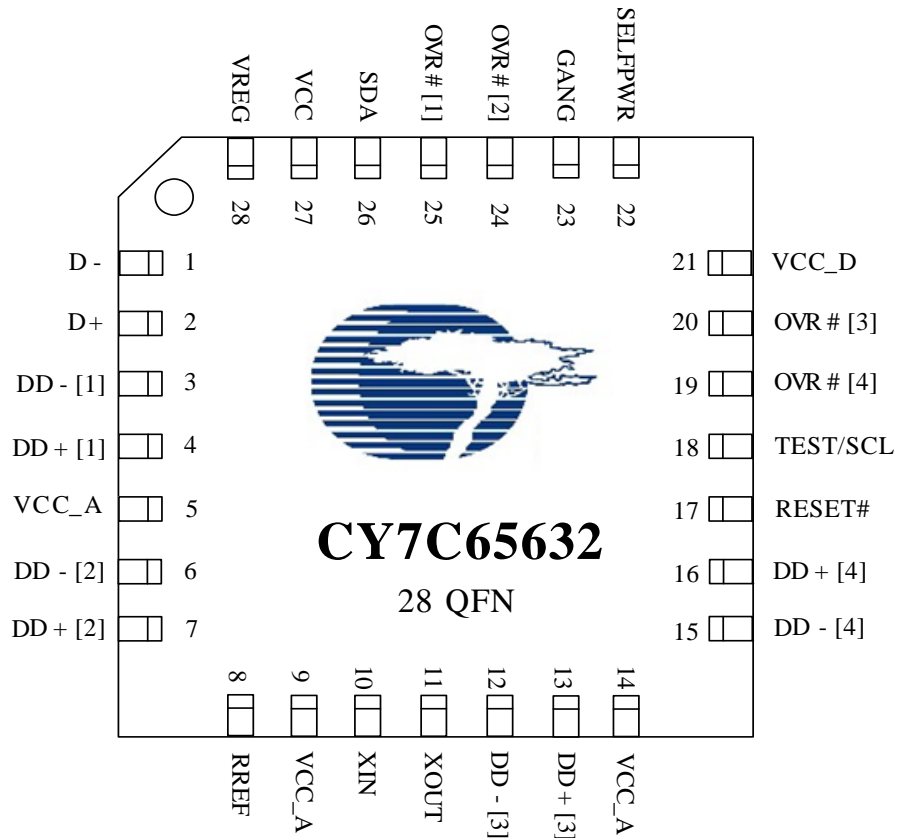 VREG
VCC
SDA
OVR # [1]
OVR # [2]
GANG
SELFPWR
28
27
26
25
24
23
22
D - 1
D + 2
DD - [1] 3
DD + [1] 4
VCC_A 5
DD - [2] 6
DD + [2] 7
21 VCC_D
20 OVR # [3]
19 OVR # [4]
18 TEST/SCL
17 RESET#
16 DD + [4]
15 DD - [4]
CY7C65632
28 QFN
8
9
10
11
12
13
14
RREF
VCC_A
XIN
XOUT
DD - [3]
DD + [3]
VCC_A